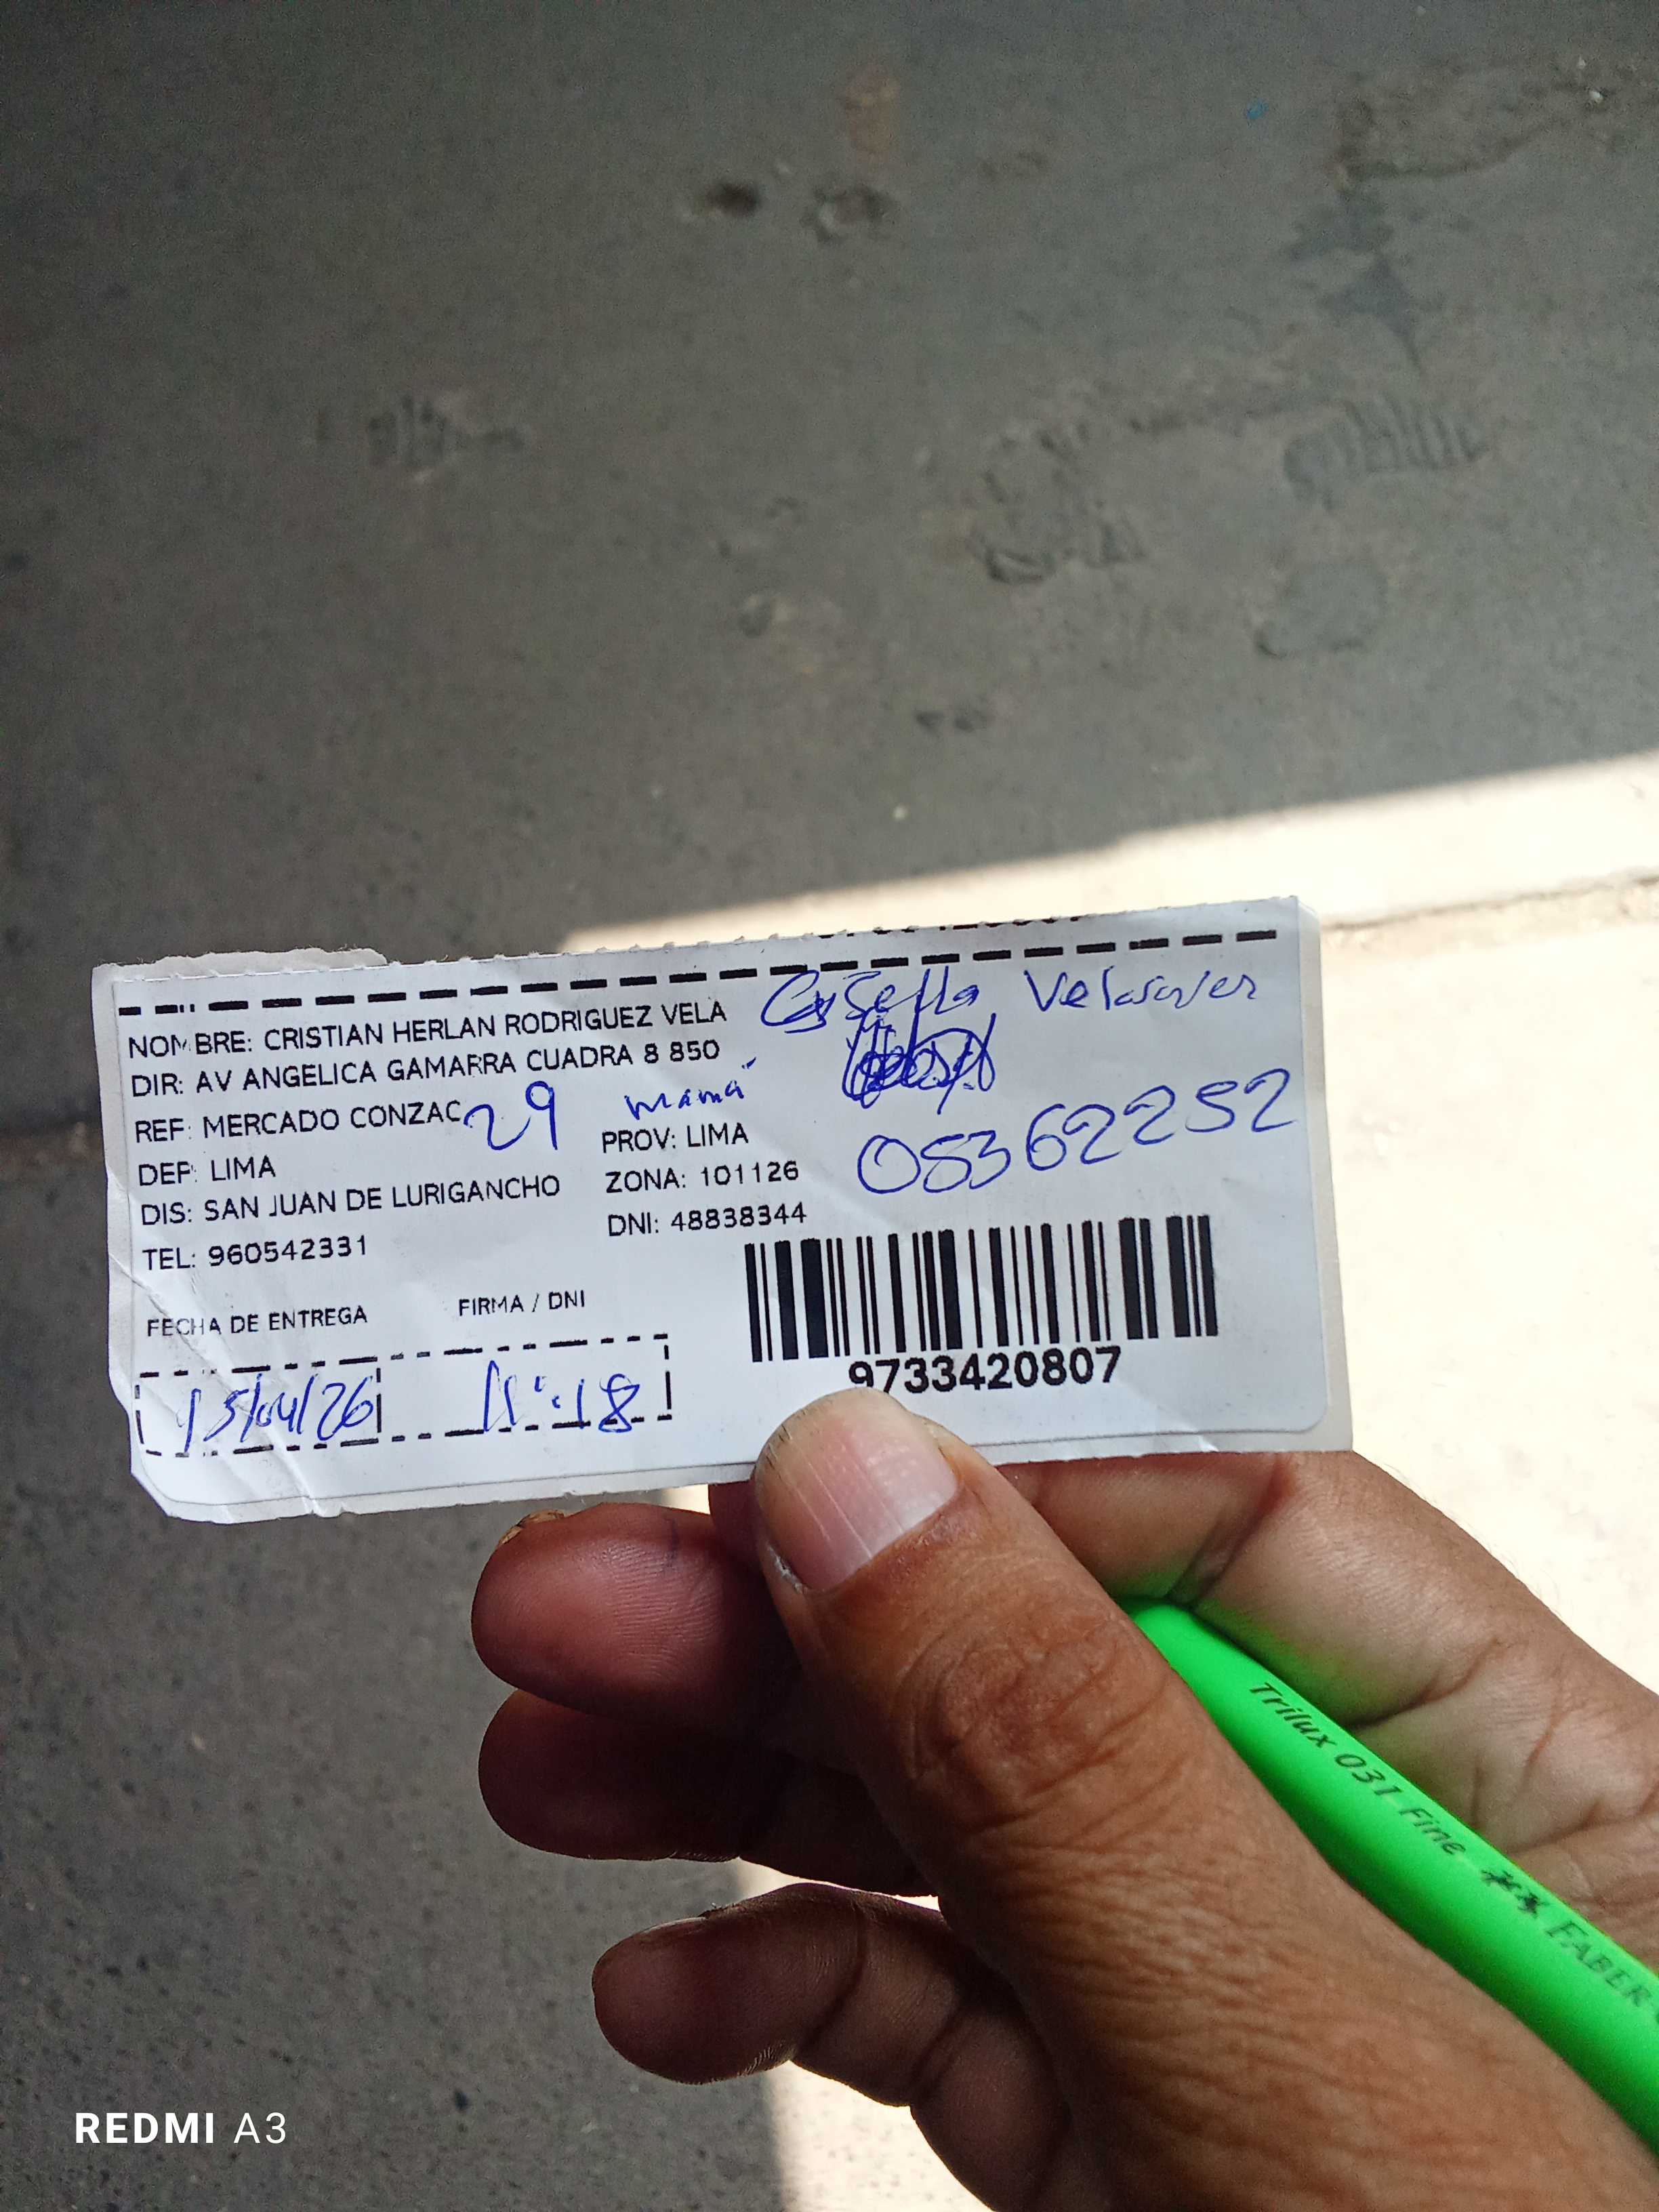 NOMBRE: CRISTIAN HERLAN RODRIGUEZ VELA
DIR: AV ANGELICA GAMARRA CUADRA 8 850
REF: MERCADO CONZAC 29 mamá
DEP: LIMA PROV: LIMA
DIS: SAN JUAN DE LURIGANCHO ZONA: 101126
TEL: 960542331 DNI: 48838344
05362252
FECHA DE ENTREGA FIRMA / DNI
15/04/26 11:18
9733420807
Trilux 031 Fine FABER-
REDMI A3